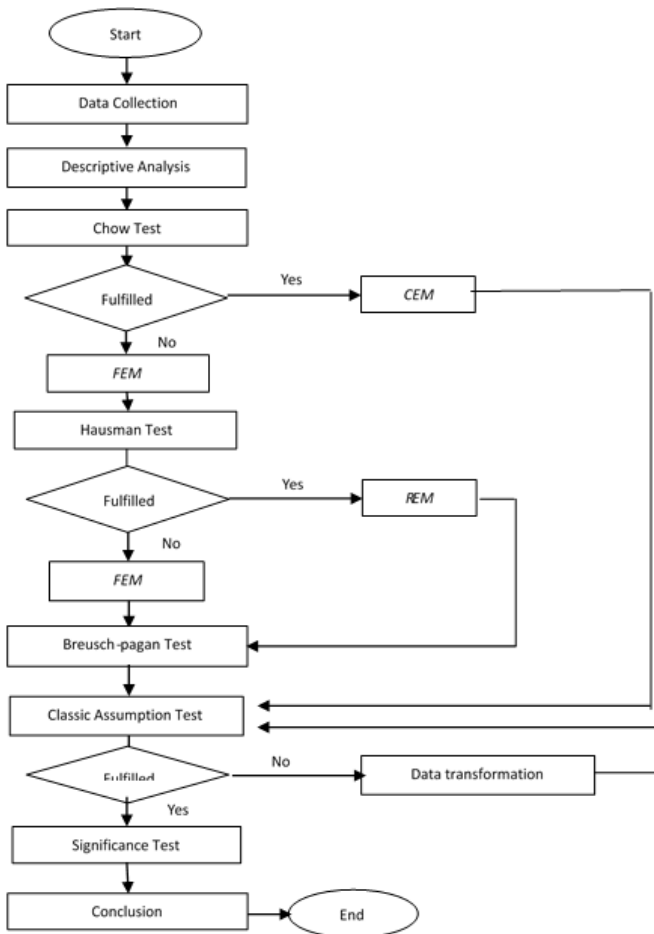 Start
Data Collection
Descriptive Analysis
Chow Test
Fulfilled
Yes
CEM
No
FEM
Hausman Test
Fulfilled
Yes
REM
No
FEM
Breusch-pagan Test
Classic Assumption Test
Fulfilled
No
Data transformation
Yes
Significance Test
Conclusion
End